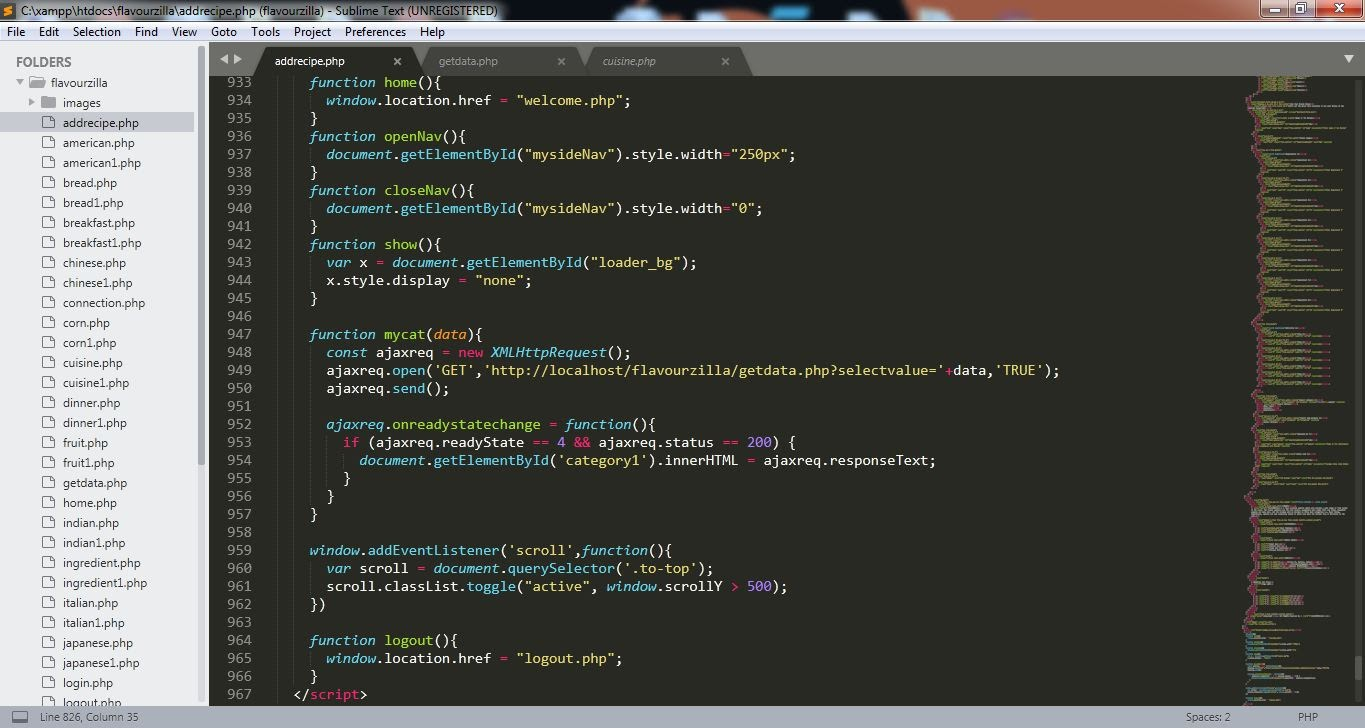 C:\xampp\htdocs\flavourzilla\addrecipe.php (flavourzilla) - Sublime Text (UNREGISTERED)
File Edit Selection Find View Goto Tools Project Preferences Help
FOLDERS
flavourzilla
images
addrecipe.php
american.php
american1.php
bread.php
bread1.php
breakfast.php
breakfast1.php
chinese.php
chinese1.php
connection.php
corn.php
corn1.php
cuisine.php
cuisine1.php
dinner.php
dinner1.php
fruit.php
fruit1.php
getdata.php
home.php
indian.php
indian1.php
ingredient.php
ingredient1.php
italian.php
italian1.php
japanese.php
japanese1.php
login.php
logout.php
addrecipe.php getdata.php cuisine.php
933 function home(){
934 window.location.href = "welcome.php";
935 }
936 function openNav(){
937 document.getElementById("mysideNav").style.width="250px";
938 }
939 function closeNav(){
940 document.getElementById("mysideNav").style.width="0";
941 }
942 function show(){
943 var x = document.getElementById("loader_bg");
944 x.style.display = "none";
945 }
946
947 function mycat(data){
948 const ajaxreq = new XMLHttpRequest();
949 ajaxreq.open('GET','http://localhost/flavourzilla/getdata.php?selectvalue='+data,'TRUE');
950 ajaxreq.send();
951
952 ajaxreq.onreadystatechange = function(){
953 if (ajaxreq.readyState == 4 && ajaxreq.status == 200) {
954 document.getElementById('category1').innerHTML = ajaxreq.responseText;
955 }
956 }
957 }
958
959 window.addEventListener('scroll',function(){
960 var scroll = document.querySelector('.to-top');
961 scroll.classList.toggle("active", window.scrollY > 500);
962 })
963
964 function logout(){
965 window.location.href = "logout.php";
966 }
967 </script>
Line 826, Column 35 Spaces: 2 PHP